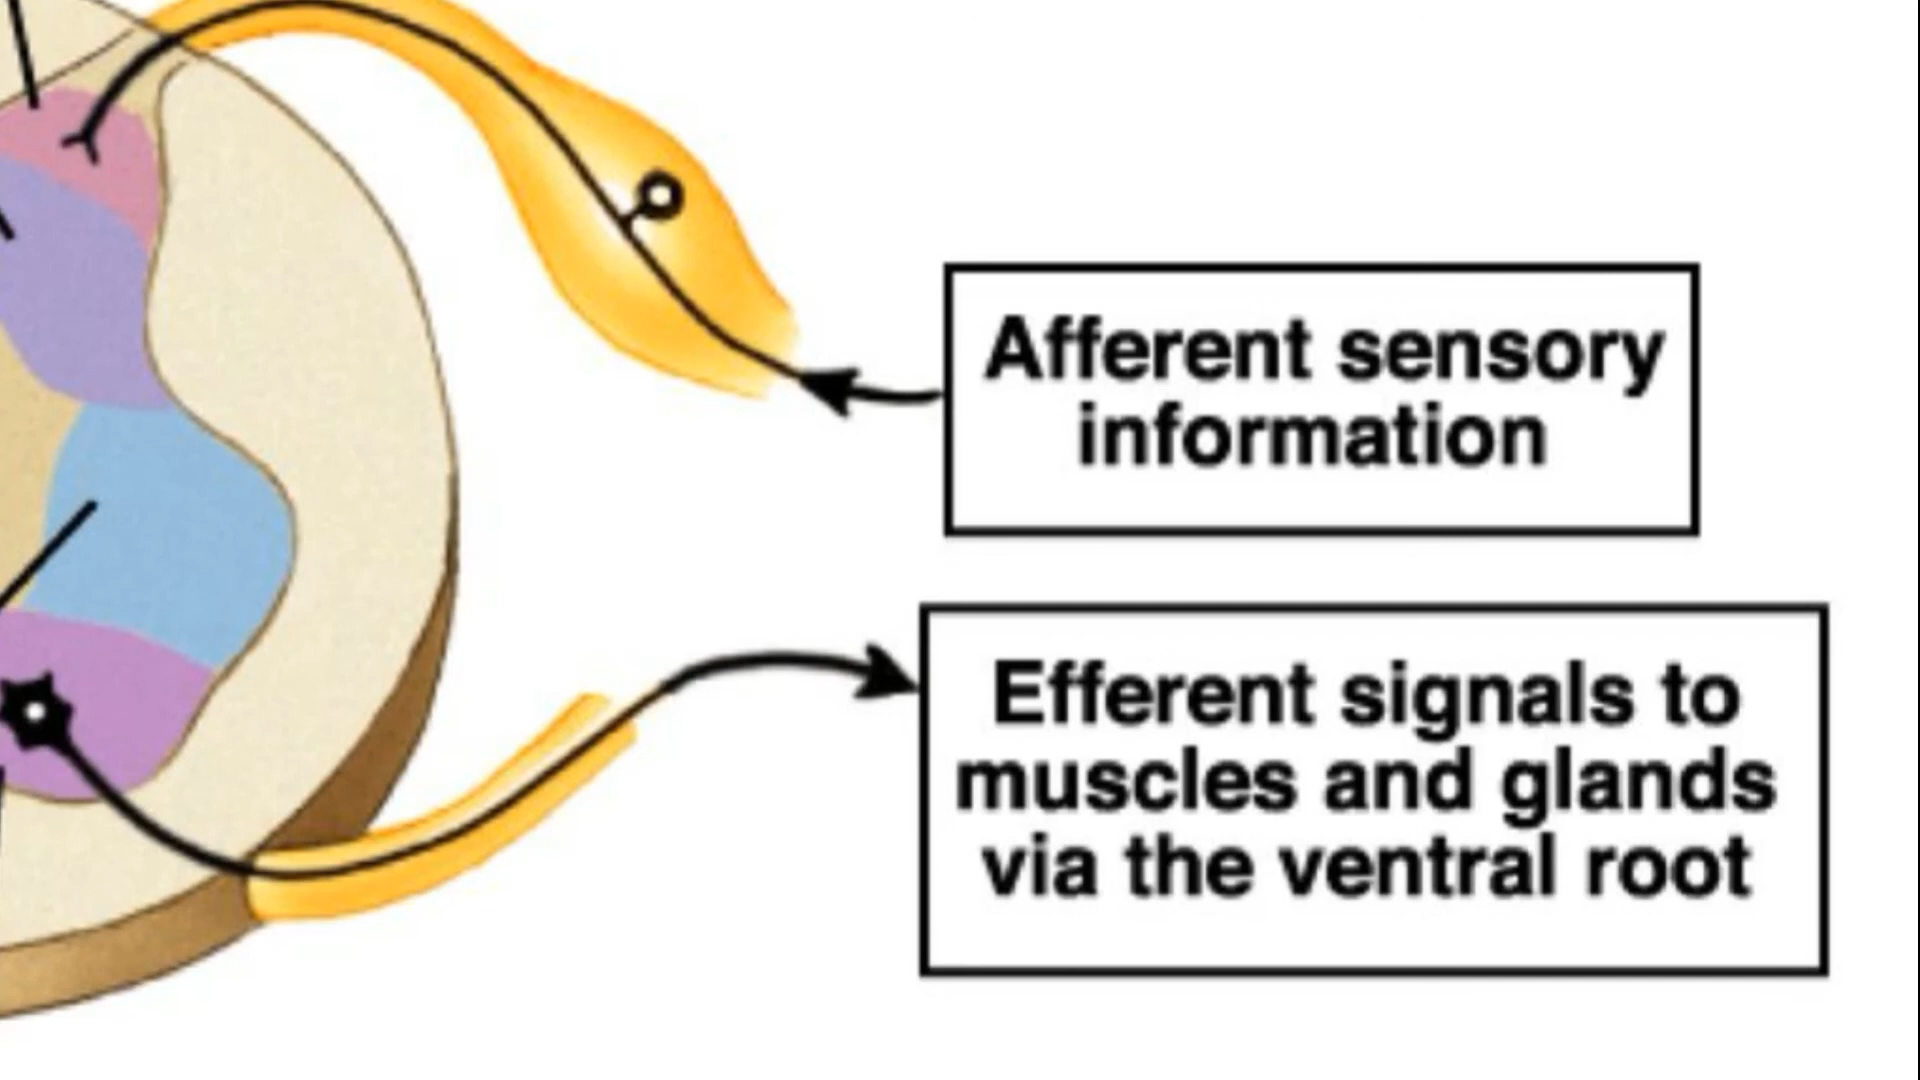 Afferent sensory
information
Efferent signals to
muscles and glands
via the ventral root